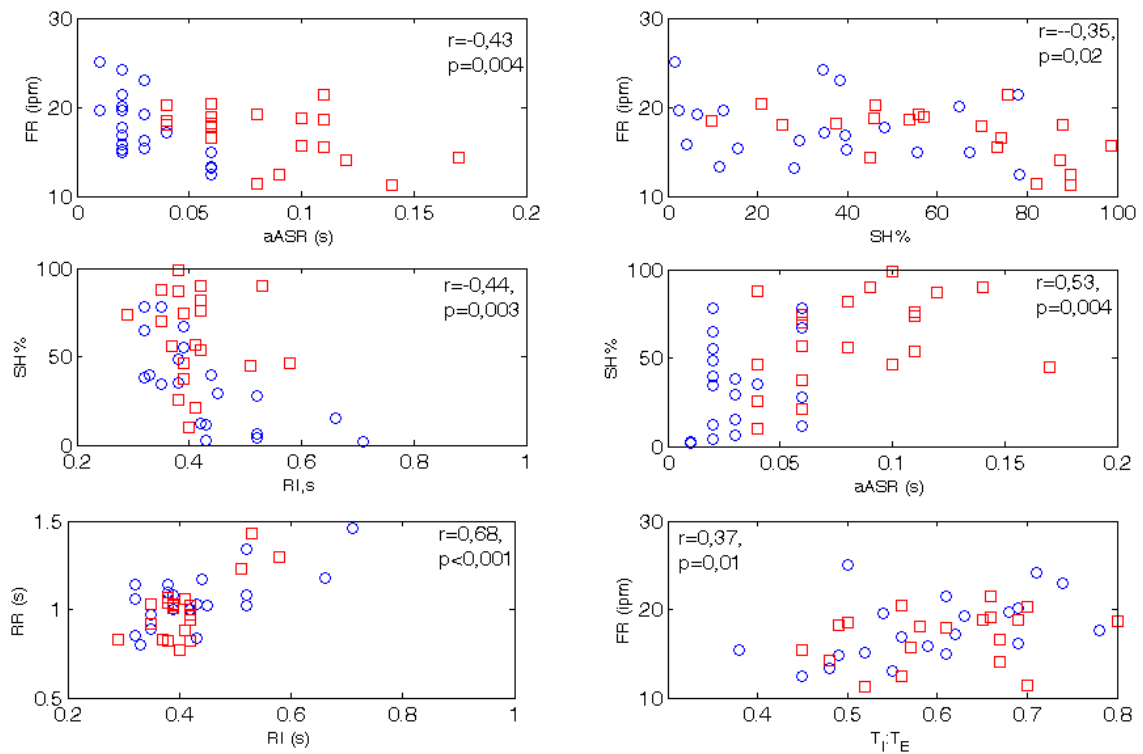 30
20
10
FR (ipm)
r=-0,43
p=0,004
0
0.05
0.1
0.15
0.2
aASR (s)
30
20
10
FR (ipm)
r=--0,35,
p=0,02
0
20
40
60
80
100
SH%
100
50
0
SH%
r=-0,44,
p=0,003
0.2
0.4
0.6
0.8
1
RI,s
100
50
0
SH%
r=0,53,
p=0,004
0
0.05
0.1
0.15
0.2
aASR (s)
1.5
1
0.5
RR (s)
r=0,68,
p<0,001
0.2
0.4
0.6
0.8
1
RI (s)
30
20
10
FR (ipm)
r=0,37,
p=0,01
0.4
0.5
0.6
0.7
0.8
T_I:T_E